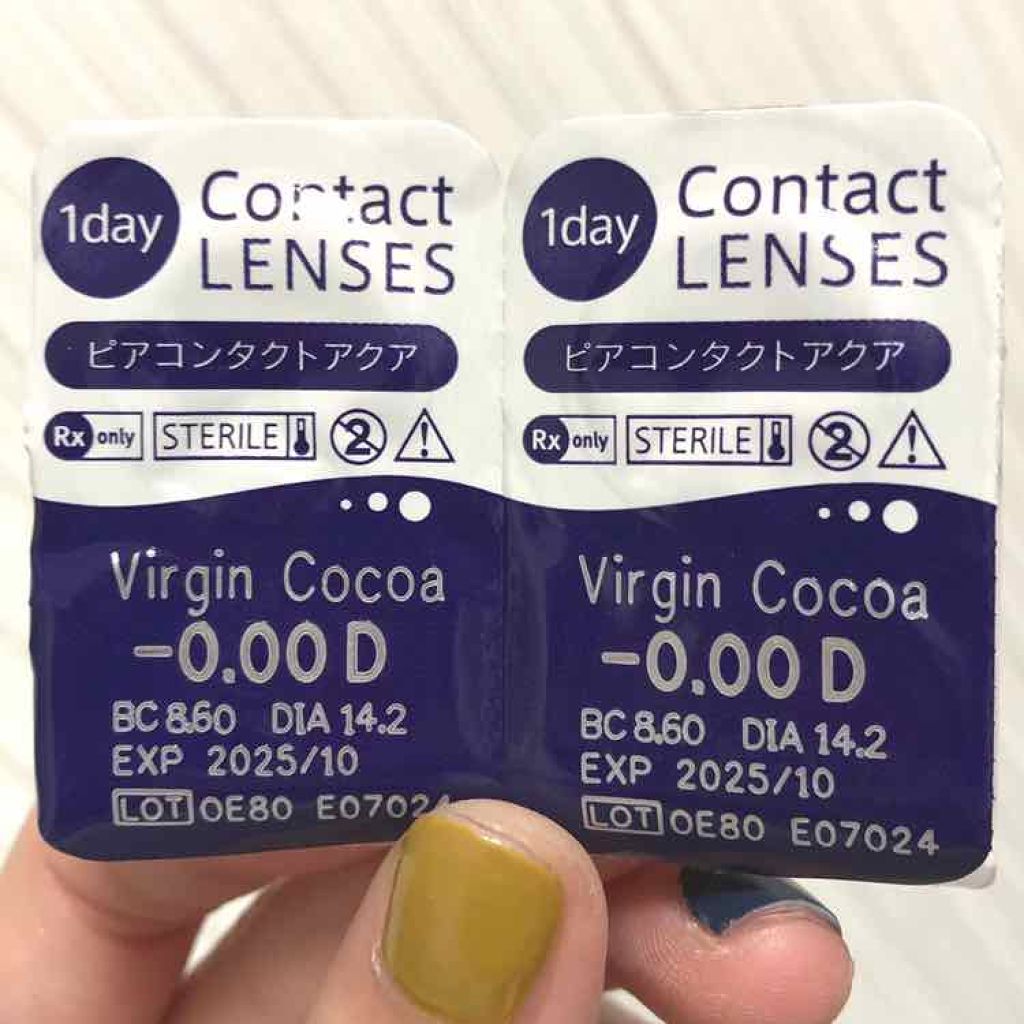 1day
Contact
LENSES
ピアコンタクトアクア
Rx only STERILE 2
Virgin Cocoa
-0.00 D
BC 8.60 DIA 14.2
EXP 2025/10
LOT 0E80 E07024
1day
Contact
LENSES
ピアコンタクトアクア
Rx only STERILE 2
Virgin Cocoa
-0.00 D
BC 8.60 DIA 14.2
EXP 2025/10
LOT 0E80 E07024